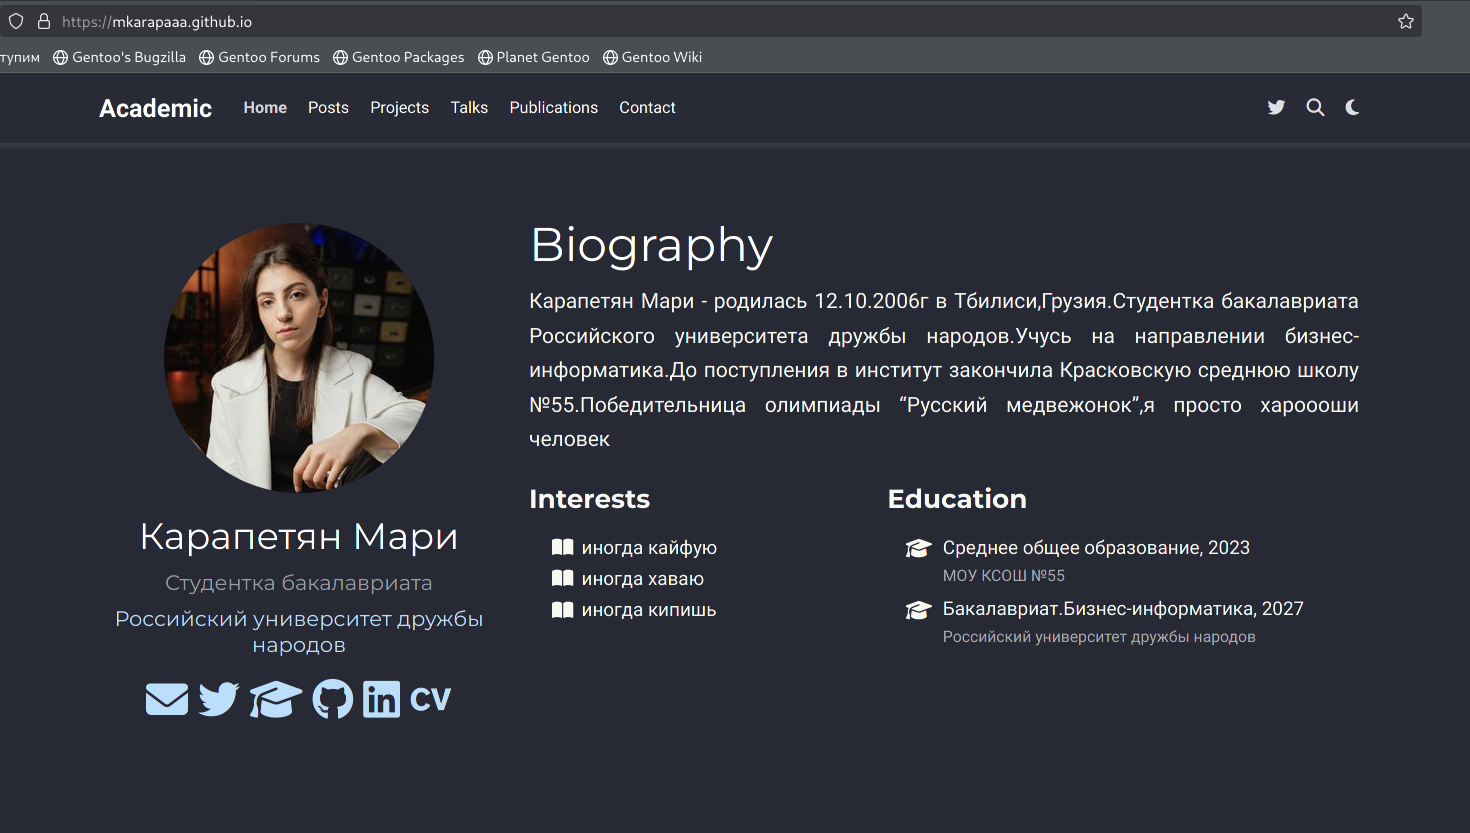 https://mkarapaaa.github.io
тупим Gentoo's Bugzilla Gentoo Forums Gentoo Packages Planet Gentoo Gentoo Wiki
Academic Home Posts Projects Talks Publications Contact
Biography
Карапетян Мари - родилась 12.10.2006г в Тбилиси,Грузия.Студентка бакалавриата
Российского университета дружбы народов.Учусь на направлении бизнес-
информатика.До поступления в институт закончила Красковскую среднюю школу
№55.Победительница олимпиады “Русский медвежонок”,я просто хароооши
человек
Карапетян Мари
Студентка бакалавриата
Российский университет дружбы
народов
CV
Interests
иногда кайфую
иногда хаваю
иногда кипишь
Education
Среднее общее образование, 2023
МОУ КСОШ №55
Бакалавриат.Бизнес-информатика, 2027
Российский университет дружбы народов